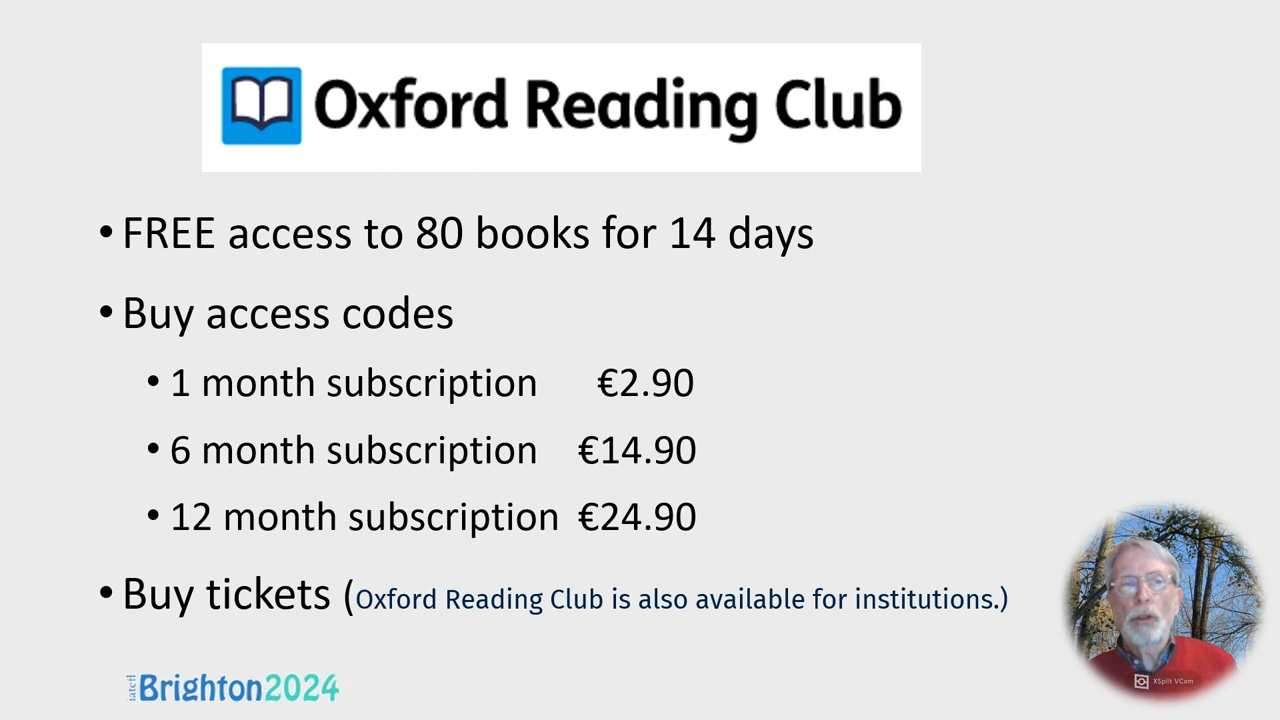 Oxford Reading Club
• FREE access to 80 books for 14 days
• Buy access codes
• 1 month subscription €2.90
• 6 month subscription €14.90
• 12 month subscription €24.90
• Buy tickets (Oxford Reading Club is also available for institutions.)
iatefl Brighton2024
XSplit VCam